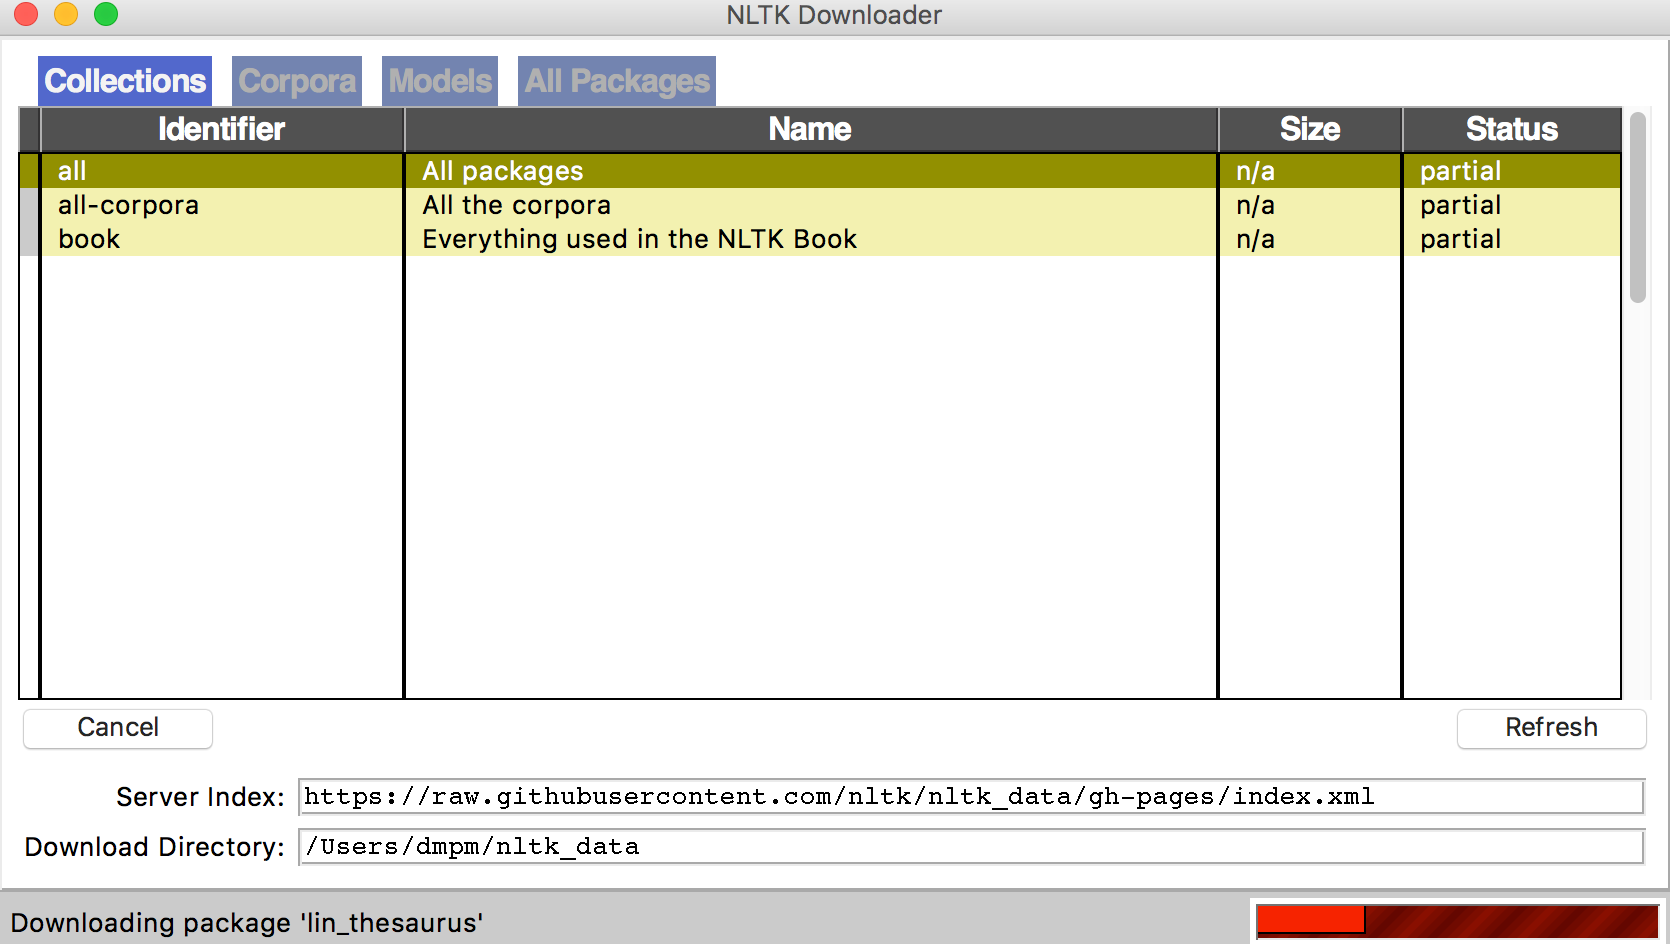 NLTK Downloader
Collections Corpora Models All Packages
Identifier Name Size Status
all All packages n/a partial
all-corpora All the corpora n/a partial
book Everything used in the NLTK Book n/a partial
Cancel Refresh
Server Index: https://raw.githubusercontent.com/nltk/nltk_data/gh-pages/index.xml
Download Directory: /Users/dmpm/nltk_data
Downloading package 'lin_thesaurus'